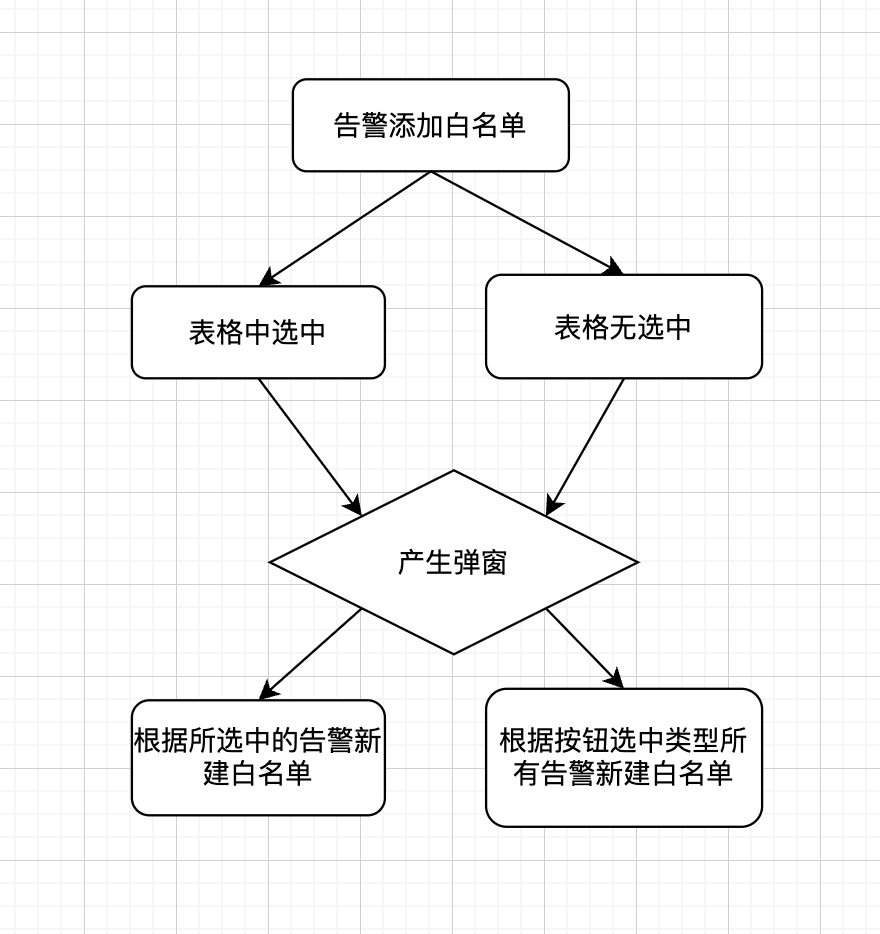 告警添加白名单
表格中选中
表格无选中
产生弹窗
根据所选中的告警新
建白名单
根据按钮选中类型所
有告警新建白名单